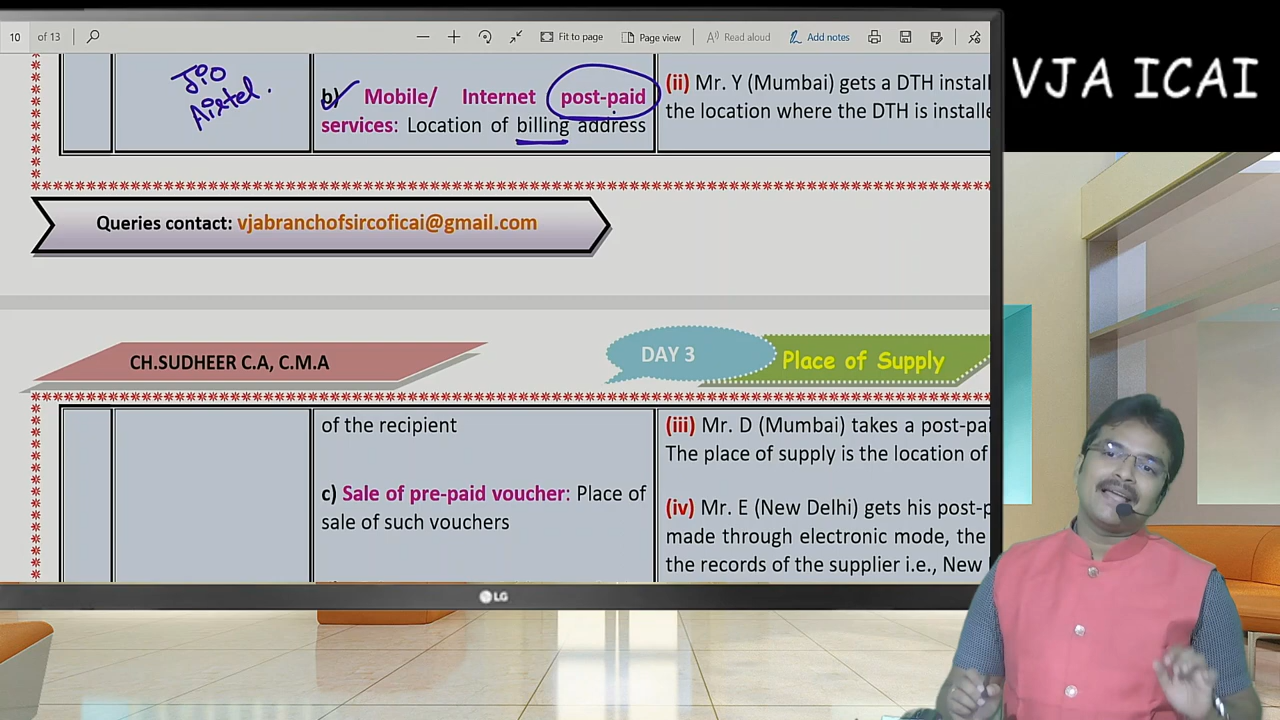 10 of 13
Fit to page
Page view
Read aloud
Add notes
VJA ICAI
Jio
Airtel.
b) Mobile/ Internet post-paid
services: Location of billing address
(ii) Mr. Y (Mumbai) gets a DTH install
the location where the DTH is installe
Queries contact: vjabranchofsircoficai@gmail.com
CH.SUDHEER C.A, C.M.A
DAY 3
Place of Supply
of the recipient
c) Sale of pre-paid voucher: Place of
sale of such vouchers
(iii) Mr. D (Mumbai) takes a post-pai
The place of supply is the location of
(iv) Mr. E (New Delhi) gets his post-p
made through electronic mode, the
the records of the supplier i.e., New
LG